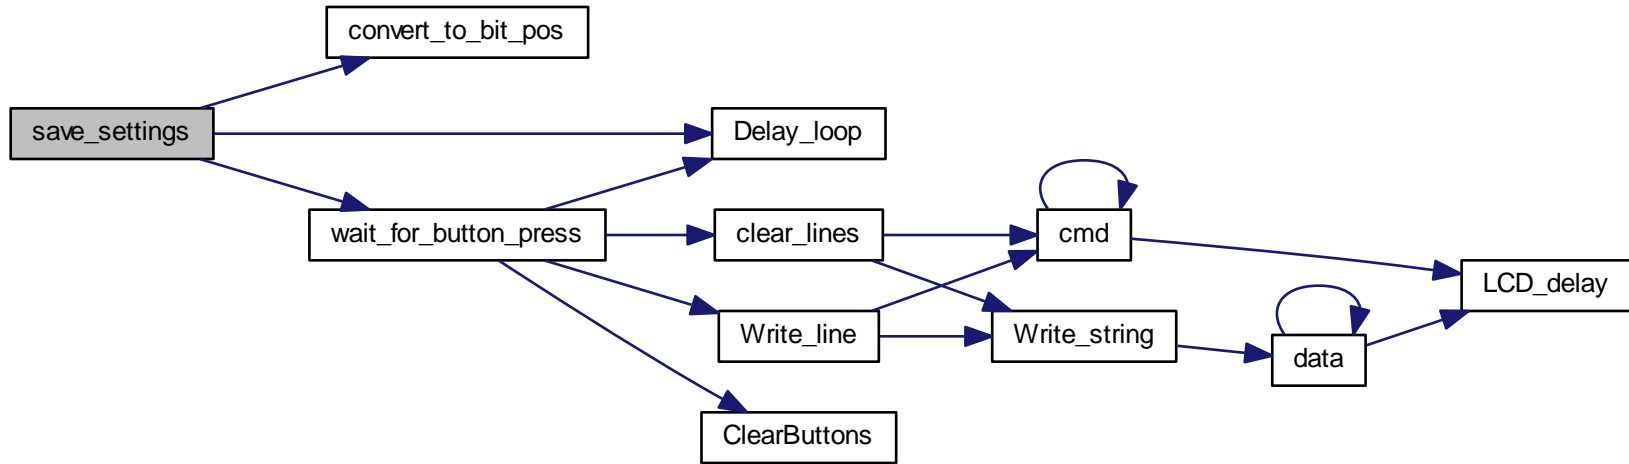 convert_to_bit_pos
save_settings
Delay_loop
wait_for_button_press
clear_lines
cmd
LCD_delay
Write_line
Write_string
data
ClearButtons